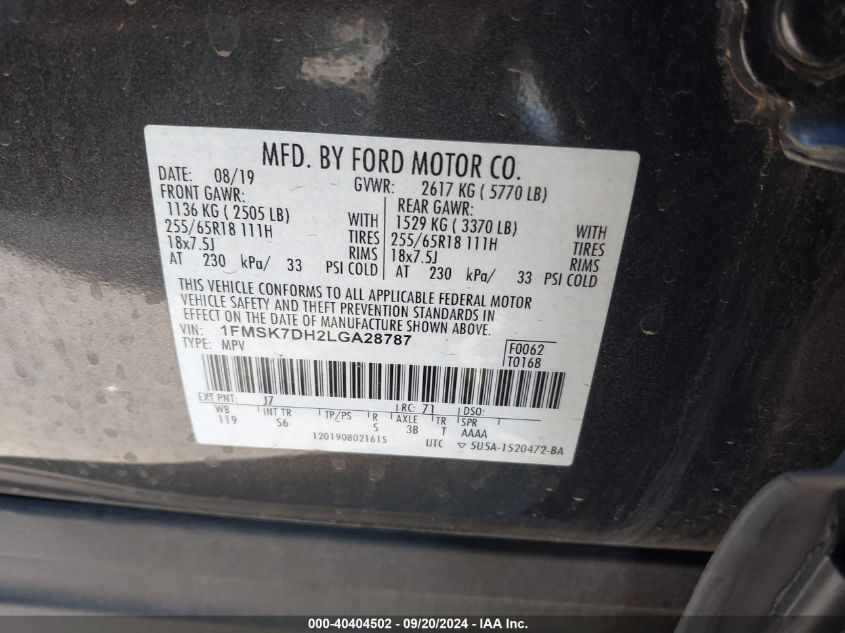 MFD. BY FORD MOTOR CO.
DATE: 08/19 GVWR: 2617 KG ( 5770 LB)
FRONT GAWR: REAR GAWR:
1136 KG ( 2505 LB) WITH 1529 KG ( 3370 LB) WITH
255/65R18 111H TIRES 255/65R18 111H TIRES
18x7.5J RIMS 18x7.5J RIMS
AT 230 kPa/ 33 PSI COLD AT 230 kPa/ 33 PSI COLD
THIS VEHICLE CONFORMS TO ALL APPLICABLE FEDERAL MOTOR
VEHICLE SAFETY AND THEFT PREVENTION STANDARDS IN
EFFECT ON THE DATE OF MANUFACTURE SHOWN ABOVE.
VIN: 1FMSK7DH2LGA28787
TYPE: MPV
F0062
T0168
EXT PNT: J7 RC: 71 DSO:
WB INT TR TP/PS R AXLE TR SPR
119 S6 S 3B T AAAA
1201908021615 UTC ▽ 5U5A-1520472-BA
000-40404502 - 09/20/2024 - IAA Inc.